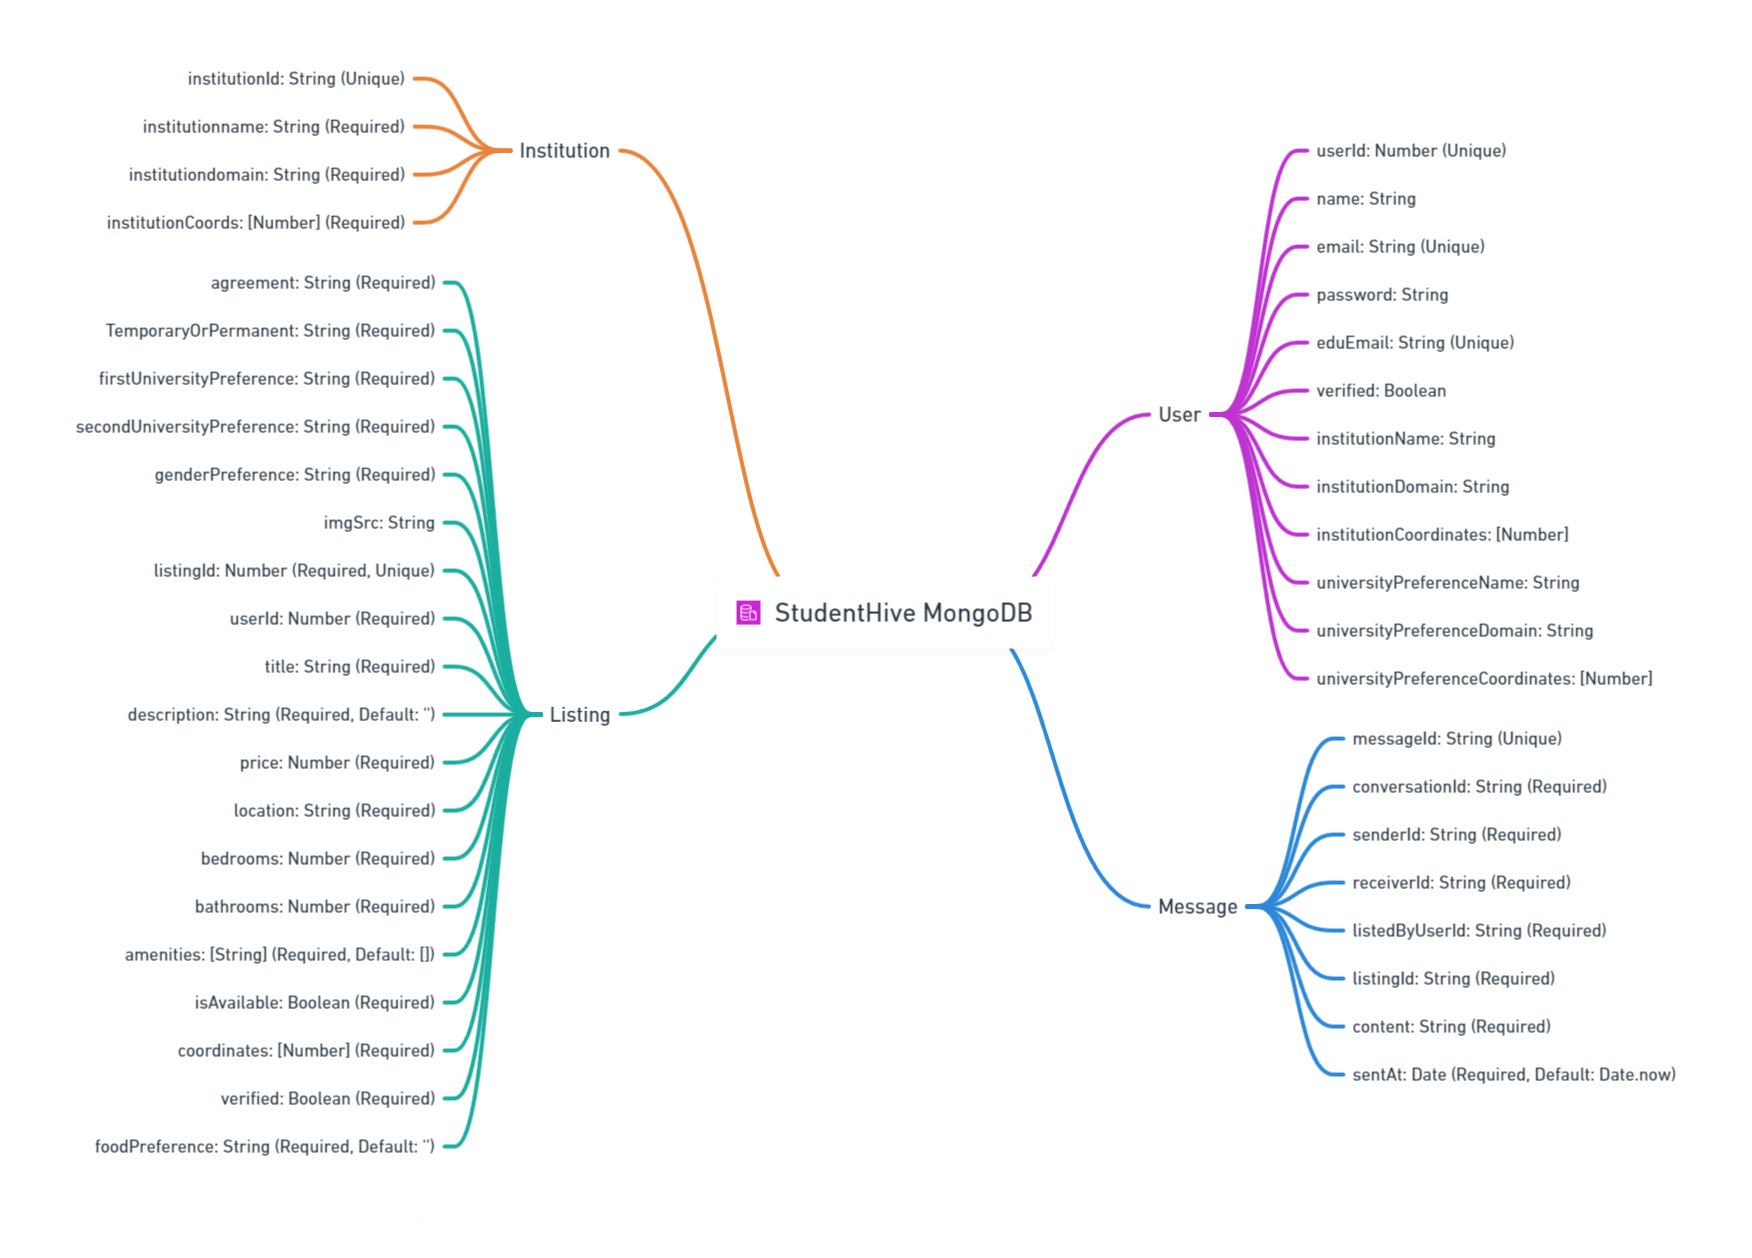 StudentHive MongoDB
Institution
institutionId: String (Unique)
institutionname: String (Required)
institutiondomain: String (Required)
institutionCoords: [Number] (Required)
Listing
agreement: String (Required)
TemporaryOrPermanent: String (Required)
firstUniversityPreference: String (Required)
secondUniversityPreference: String (Required)
genderPreference: String (Required)
imgSrc: String
listingId: Number (Required, Unique)
userId: Number (Required)
title: String (Required)
description: String (Required, Default: '')
price: Number (Required)
location: String (Required)
bedrooms: Number (Required)
bathrooms: Number (Required)
amenities: [String] (Required, Default: [])
isAvailable: Boolean (Required)
coordinates: [Number] (Required)
verified: Boolean (Required)
foodPreference: String (Required, Default: '')
User
userId: Number (Unique)
name: String
email: String (Unique)
password: String
eduEmail: String (Unique)
verified: Boolean
institutionName: String
institutionDomain: String
institutionCoordinates: [Number]
universityPreferenceName: String
universityPreferenceDomain: String
universityPreferenceCoordinates: [Number]
Message
messageId: String (Unique)
conversationId: String (Required)
senderId: String (Required)
receiverId: String (Required)
listedByUserId: String (Required)
listingId: String (Required)
content: String (Required)
sentAt: Date (Required, Default: Date.now)